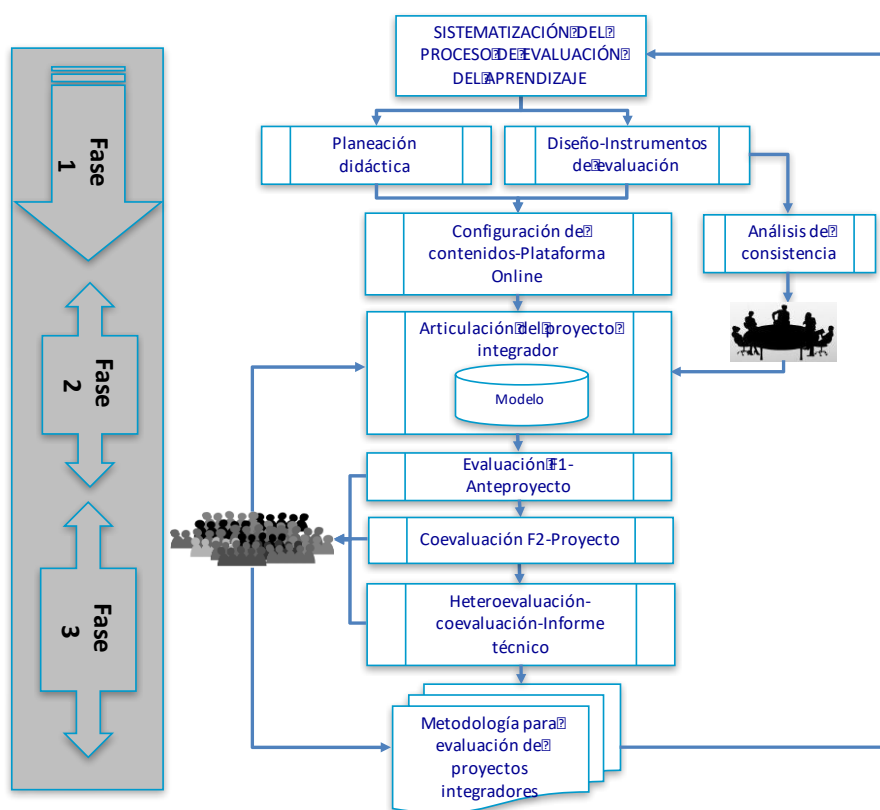 SISTEMATIZACIÓN DEL
PROCESO DE EVALUACIÓN
DEL APRENDIZAJE
Fase
1
Planeación
didáctica
Diseño-Instrumentos
de evaluación
Configuración de
contenidos-Plataforma
Online
Análisis de
consistencia
Fase
2
Articulación del proyecto
integrador
Modelo
Evaluación F1-
Anteproyecto
Coevaluación F2-Proyecto
Fase
3
Heteroevaluación-
coevaluación-Informe
técnico
Metodología para
evaluación de
proyectos
integradores